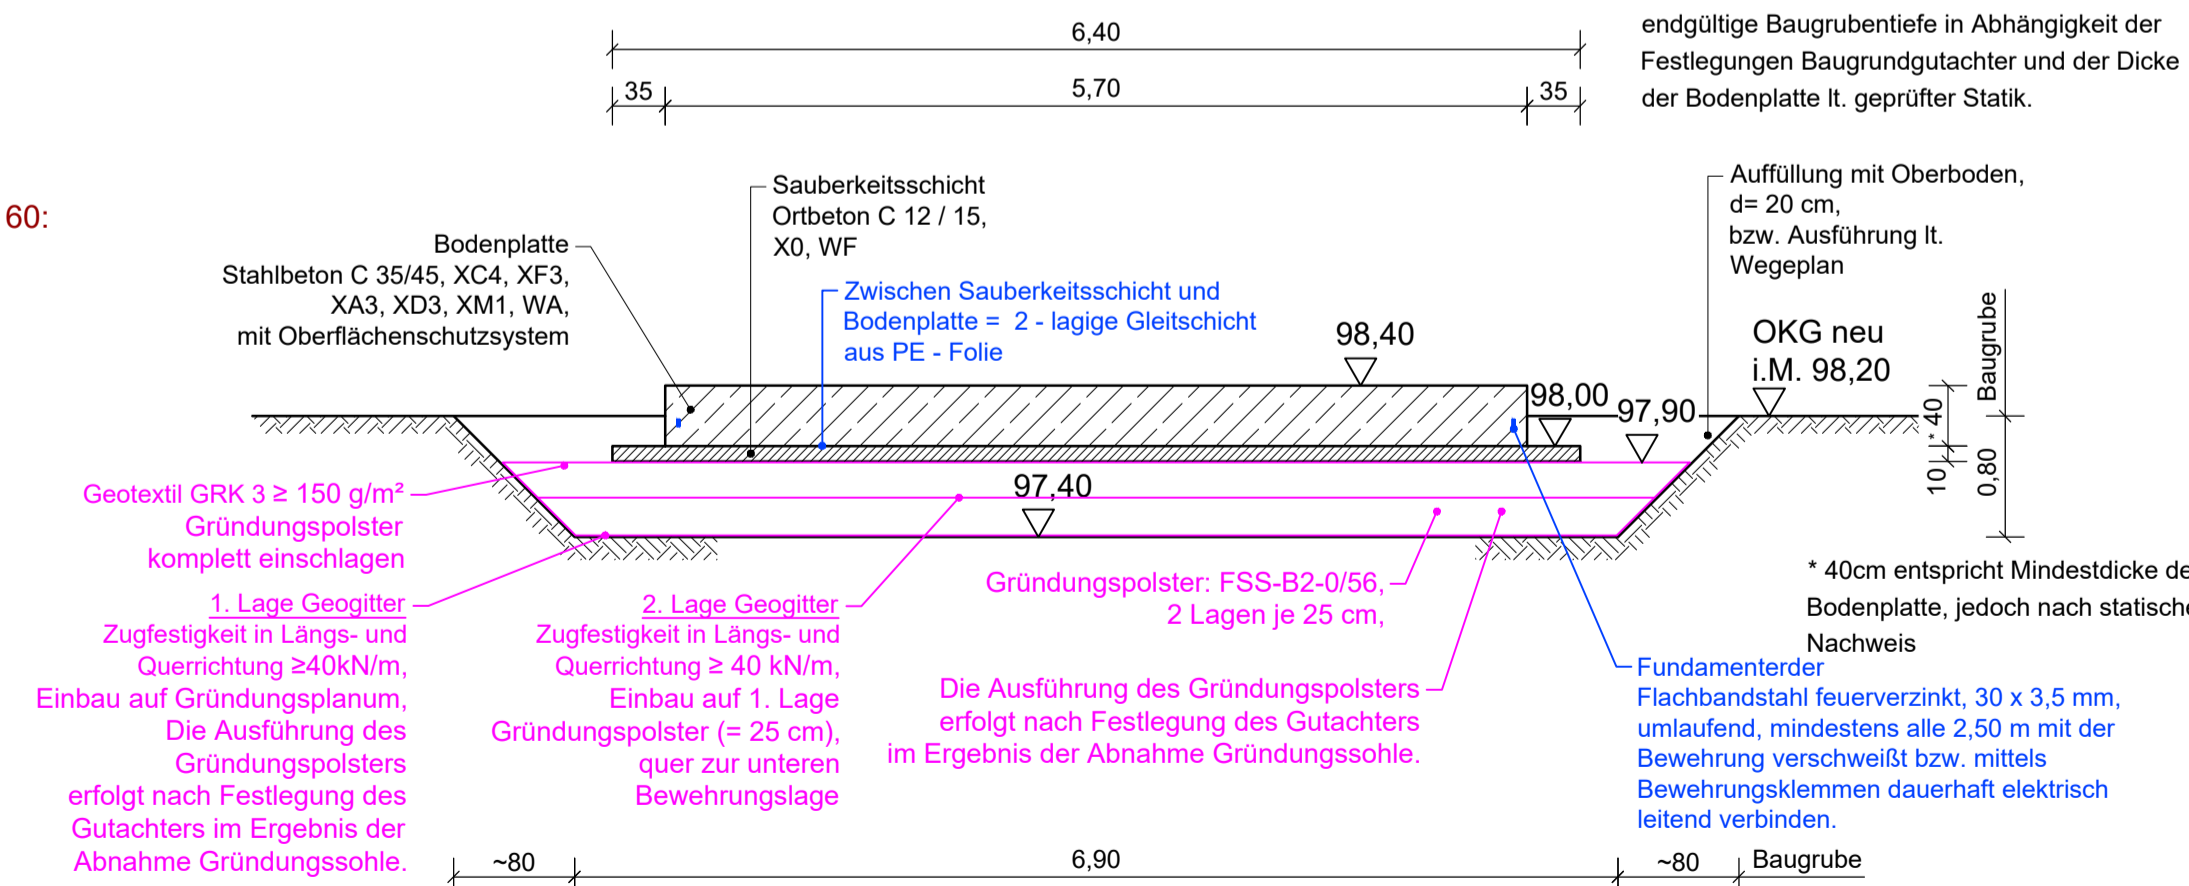 6,40
5,70
35
35
endgültige Baugrubentiefe in Abhängigkeit der
Festlegungen Baugrundgutachter und der Dicke
der Bodenplatte lt. geprüfter Statik.
60:
Bodenplatte
Stahlbeton C 35/45, XC4, XF3,
XA3, XD3, XM1, WA,
mit Oberflächenschutzsystem
Sauberkeitsschicht
Ortbeton C 12 / 15,
X0, WF
Zwischen Sauberkeitsschicht und
Bodenplatte = 2 - lagige Gleitschicht
aus PE - Folie
Auffüllung mit Oberboden,
d= 20 cm,
bzw. Ausführung lt.
Wegeplan
98,40
98,00
97,90
97,40
OKG neu
i.M. 98,20
* 40
10
Baugrube
0,80
Geotextil GRK 3 ≥ 150 g/m²
Gründungspolster
komplett einschlagen
1. Lage Geogitter
Zugfestigkeit in Längs- und
Querrichtung ≥40kN/m,
Einbau auf Gründungsplanum,
Die Ausführung des
Gründungspolsters
erfolgt nach Festlegung des
Gutachters im Ergebnis der
Abnahme Gründungssohle.
2. Lage Geogitter
Zugfestigkeit in Längs- und
Querrichtung ≥ 40 kN/m,
Einbau auf 1. Lage
Gründungspolster (= 25 cm),
quer zur unteren
Bewehrungslage
Gründungspolster: FSS-B2-0/56,
2 Lagen je 25 cm,
Die Ausführung des Gründungspolsters
erfolgt nach Festlegung des Gutachters
im Ergebnis der Abnahme Gründungssohle.
* 40cm entspricht Mindestdicke de
Bodenplatte, jedoch nach statische
Nachweis
Fundamenterder
Flachbandstahl feuerverzinkt, 30 x 3,5 mm,
umlaufend, mindestens alle 2,50 m mit der
Bewehrung verschweißt bzw. mittels
Bewehrungsklemmen dauerhaft elektrisch
leitend verbinden.
~80
6,90
~80
Baugrube